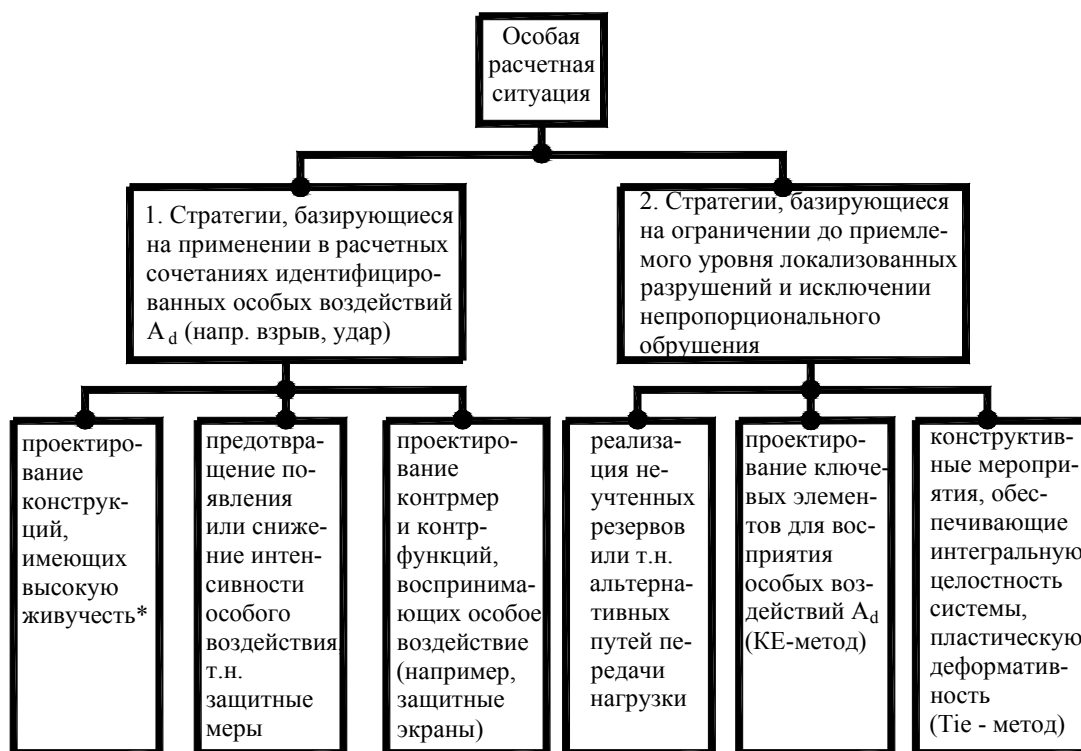 Особая
расчетная
ситуация
1. Стратегии, базирующиеся
на применении в расчетных
сочетаниях идентифициро-
ванных особых воздействий
A d (напр. взрыв, удар)
2. Стратегии, базирующиеся
на ограничении до приемле-
мого уровня локализованных
разрушений и исключении
непропорционального
обрушения
проектиро-
вание
конструк-
ций,
имеющих
высокую
живучесть*
предотвра-
щение по-
явления
или сниже-
ние интен-
сивности
особого
воздействия,
т.н.
защитные
меры
проектиро-
вание
контрмер
и контр-
функций,
воспринима-
ющих особое
воздействие
(например,
защитные
экраны)
реализа-
ция не-
учтенных
резервов
или т.н.
альтерна-
тивных
путей пе-
редачи
нагрузки
проектиро-
вание ключе-
вых элемен-
тов для вос-
приятия
особых воз-
действий Ad
(КЕ-метод)
конструктив-
ные меропри-
ятия, обес-
печивающие
интегральную
целостность
системы,
пластическую
деформатив-
ность
(Tie - метод)